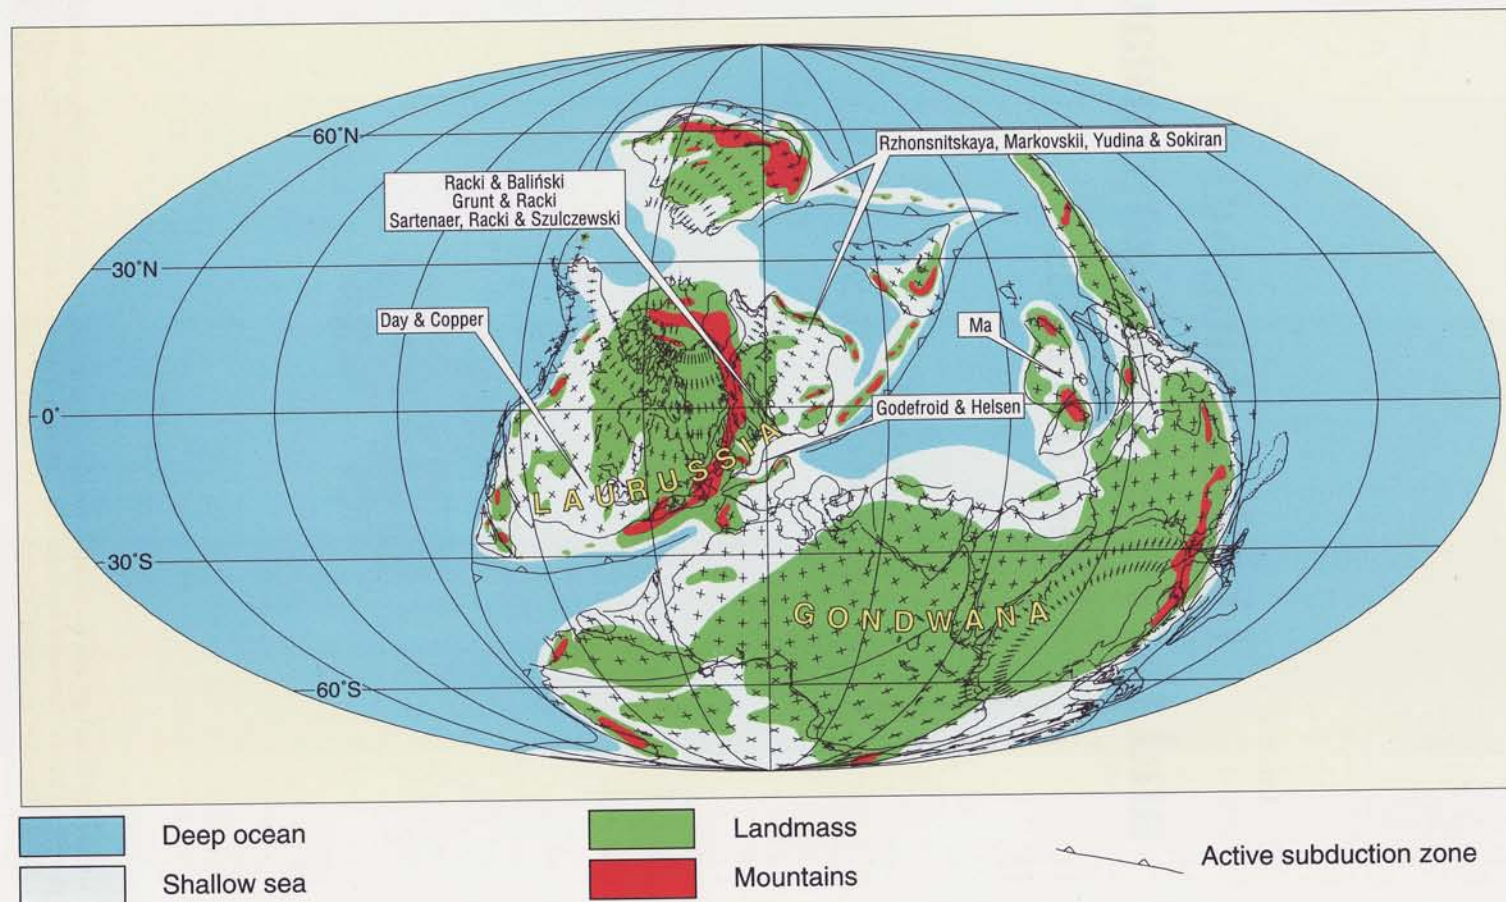 60°N
Rzhonsnitskaya, Markovskii, Yudina & Sokiran
Racki & Baliński
Grunt & Racki
Sartenaer, Racki & Szulczewski
30°N
Day & Copper
Ma
0°
Godefroid & Helsen
LAURUSSIA
30°S
GONDWANA
60°S
Deep ocean
Landmass
Active subduction zone
Shallow sea
Mountains